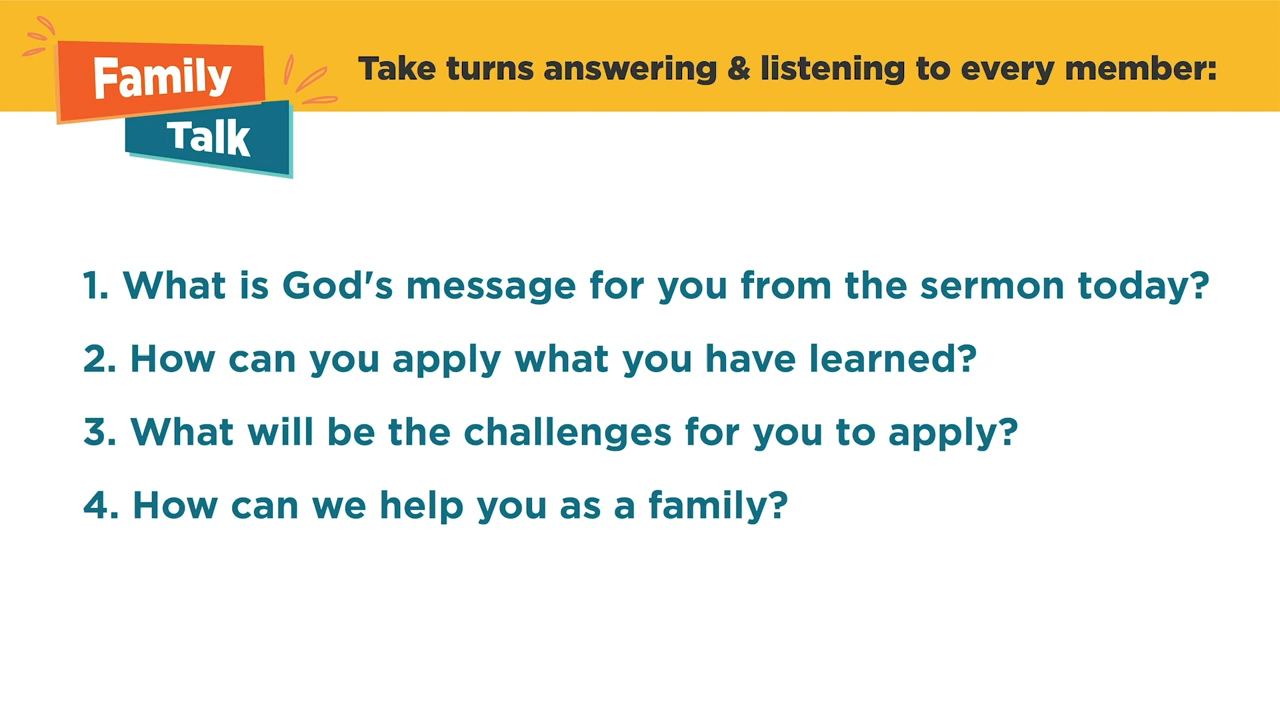 Family
Talk
Take turns answering & listening to every member:
1. What is God's message for you from the sermon today?
2. How can you apply what you have learned?
3. What will be the challenges for you to apply?
4. How can we help you as a family?